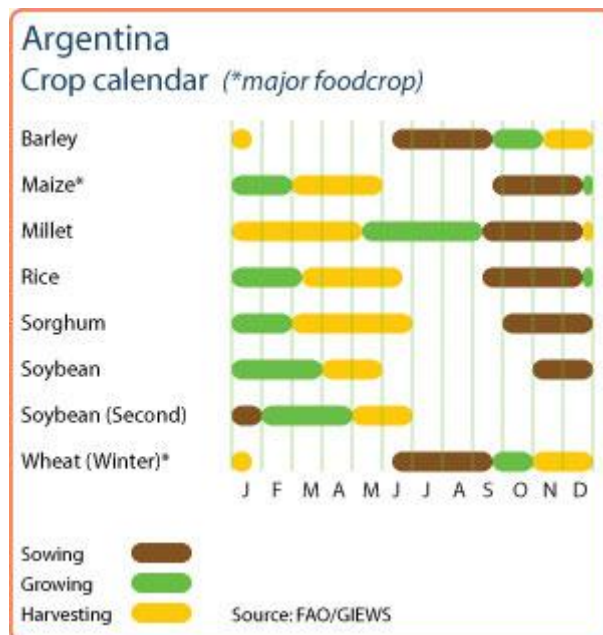 Argentina
Crop calendar (*major foodcrop)
Barley
Maize*
Millet
Rice
Sorghum
Soybean
Soybean (Second)
Wheat (Winter)*
J F M A M J J A S O N D
Sowing
Growing
Harvesting
Source: FAO/GIEWS